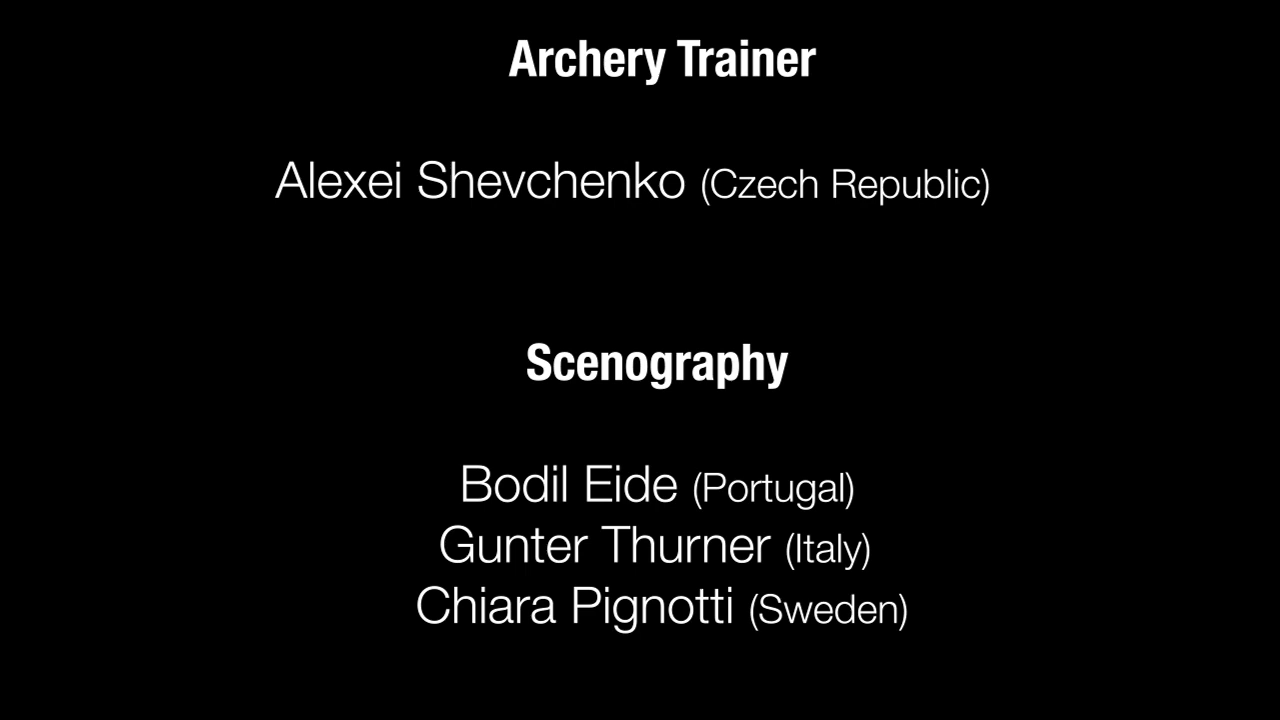 Archery Trainer
Alexei Shevchenko (Czech Republic)
Scenography
Bodil Eide (Portugal)
Gunter Thurner (Italy)
Chiara Pignotti (Sweden)